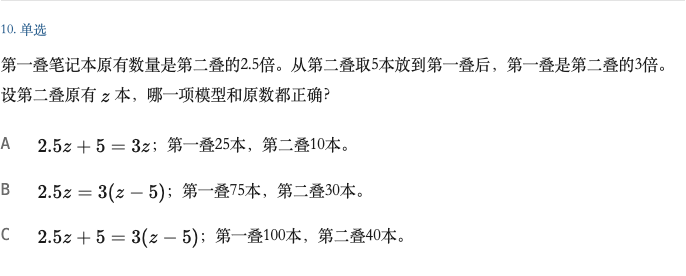 10. 单选
第一叠笔记本原有数量是第二叠的2.5倍。从第二叠取5本放到第一叠后，第一叠是第二叠的3倍。
设第二叠原有 z 本，哪一项模型和原数都正确？
A 2.5z + 5 = 3z；第一叠25本，第二叠10本。
B 2.5z = 3(z − 5)；第一叠75本，第二叠30本。
C 2.5z + 5 = 3(z − 5)；第一叠100本，第二叠40本。